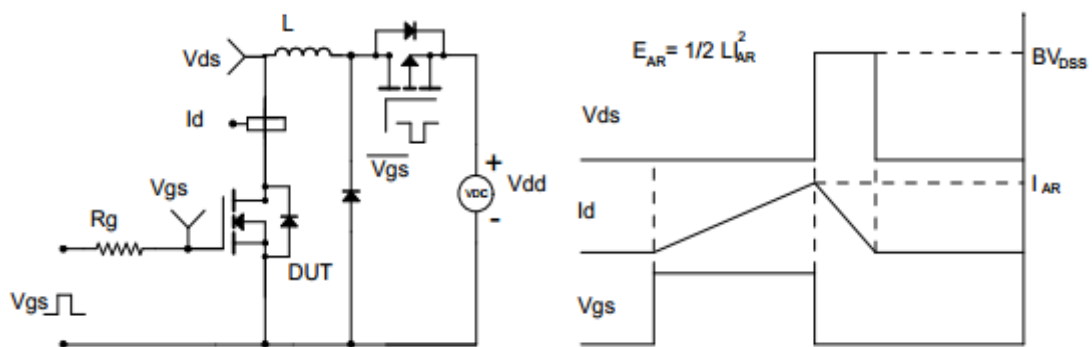 L
Vds
Id
Vgs
Rg
DUT
Vgs
Vgs
+
VDC
-
Vdd
E_AR = 1/2 LI²_AR
BV_DSS
Vds
I_AR
Id
Vgs